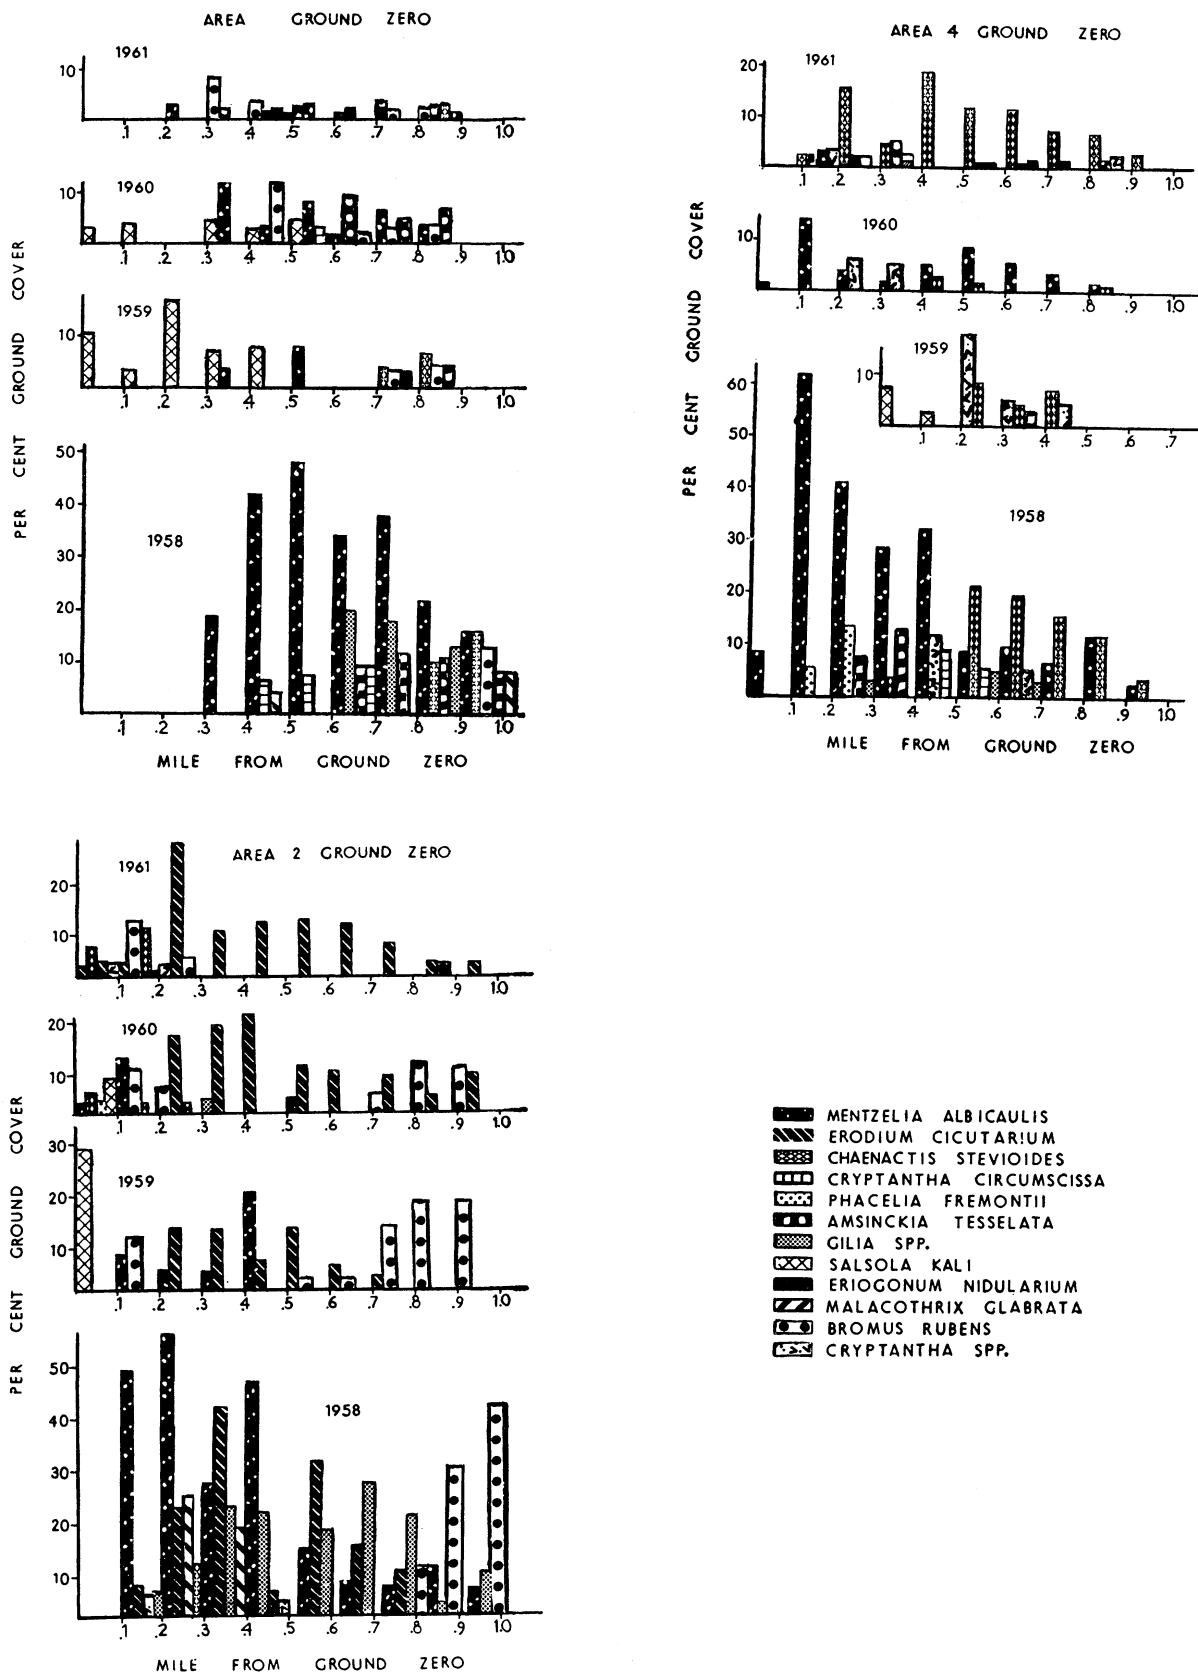 AREA GROUND ZERO
1961
10
.1 .2 .3 .4 .5 .6 .7 .8 .9 1.0
1960
10
.1 .2 .3 .4 .5 .6 .7 .8 .9 1.0
1959
10
.1 .2 .3 .4 .5 .6 .7 .8 .9 1.0
1958
50
40
30
20
10
.1 .2 .3 .4 .5 .6 .7 .8 .9 1.0
PER CENT GROUND COVER
MILE FROM GROUND ZERO
AREA 4 GROUND ZERO
1961
20
10
.1 .2 .3 .4 .5 .6 .7 .8 .9 1.0
1960
10
.1 .2 .3 .4 .5 .6 .7 .8 .9 1.0
1959
10
.1 .2 .3 .4 .5 .6 .7
1958
60
50
40
30
20
10
.1 .2 .3 .4 .5 .6 .7 .8 .9 1.0
PER CENT GROUND COVER
MILE FROM GROUND ZERO
AREA 2 GROUND ZERO
1961
20
10
.1 .2 .3 .4 .5 .6 .7 .8 .9 1.0
1960
20
10
.1 .2 .3 .4 .5 .6 .7 .8 .9 1.0
1959
30
20
10
.1 .2 .3 .4 .5 .6 .7 .8 .9 1.0
1958
50
40
30
20
10
.1 .2 .3 .4 .5 .6 .7 .8 .9 1.0
PER CENT GROUND COVER
MILE FROM GROUND ZERO
MENTZELIA ALBICAULIS
ERODIUM CICUTARIUM
CHAENACTIS STEVIOIDES
CRYPTANTHA CIRCUMSCISSA
PHACELIA FREMONTII
AMSINCKIA TESSELATA
GILIA SPP.
SALSOLA KALI
ERIOGONUM NIDULARIUM
MALACOTHRIX GLABRATA
BROMUS RUBENS
CRYPTANTHA SPP.